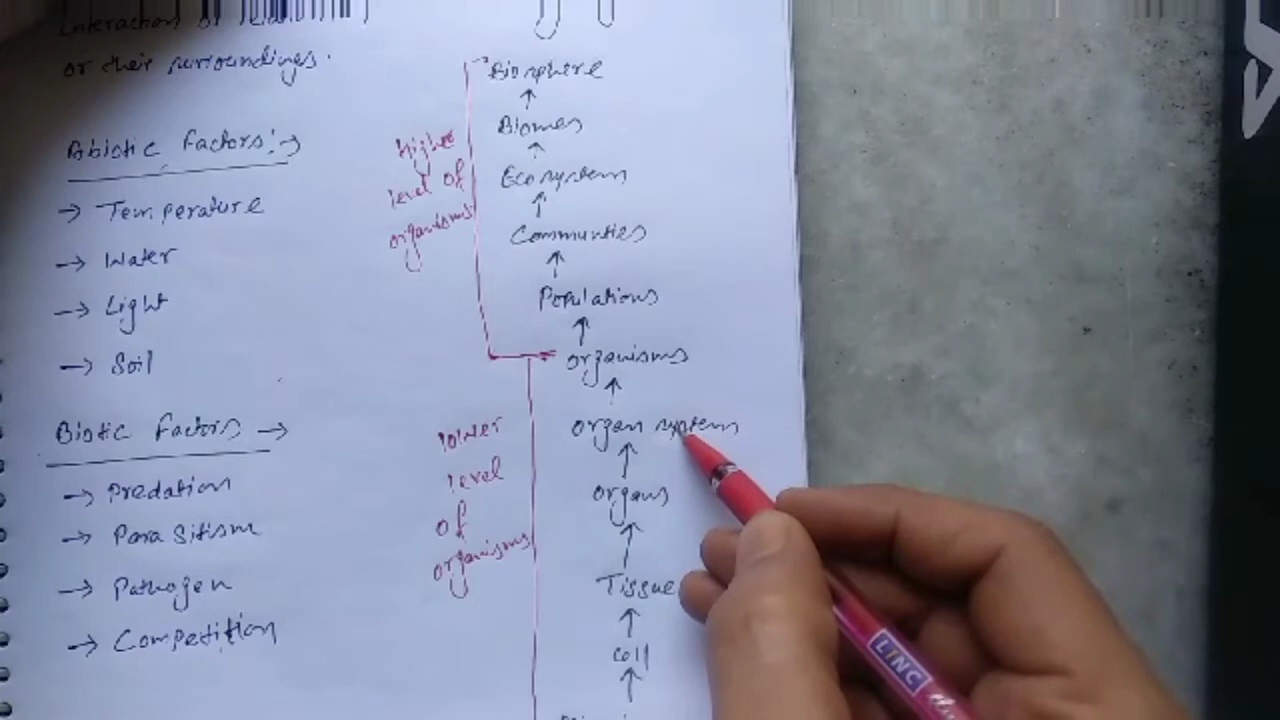 or their surroundings.
Abiotic factors:→
→ Temperature
→ Water
→ Light
→ Soil
Biotic factors →
→ Predation
→ Parasitism
→ Pathogen
→ Competition
Higher
level of
organisms
lower
level
of
organisms
Biosphere
↑
Biomes
↑
Ecosystem
↑
Communties
↑
Populations
↑
organisms
↑
organ system
↑
organs
↑
Tissue
↑
cell
↑
LINC